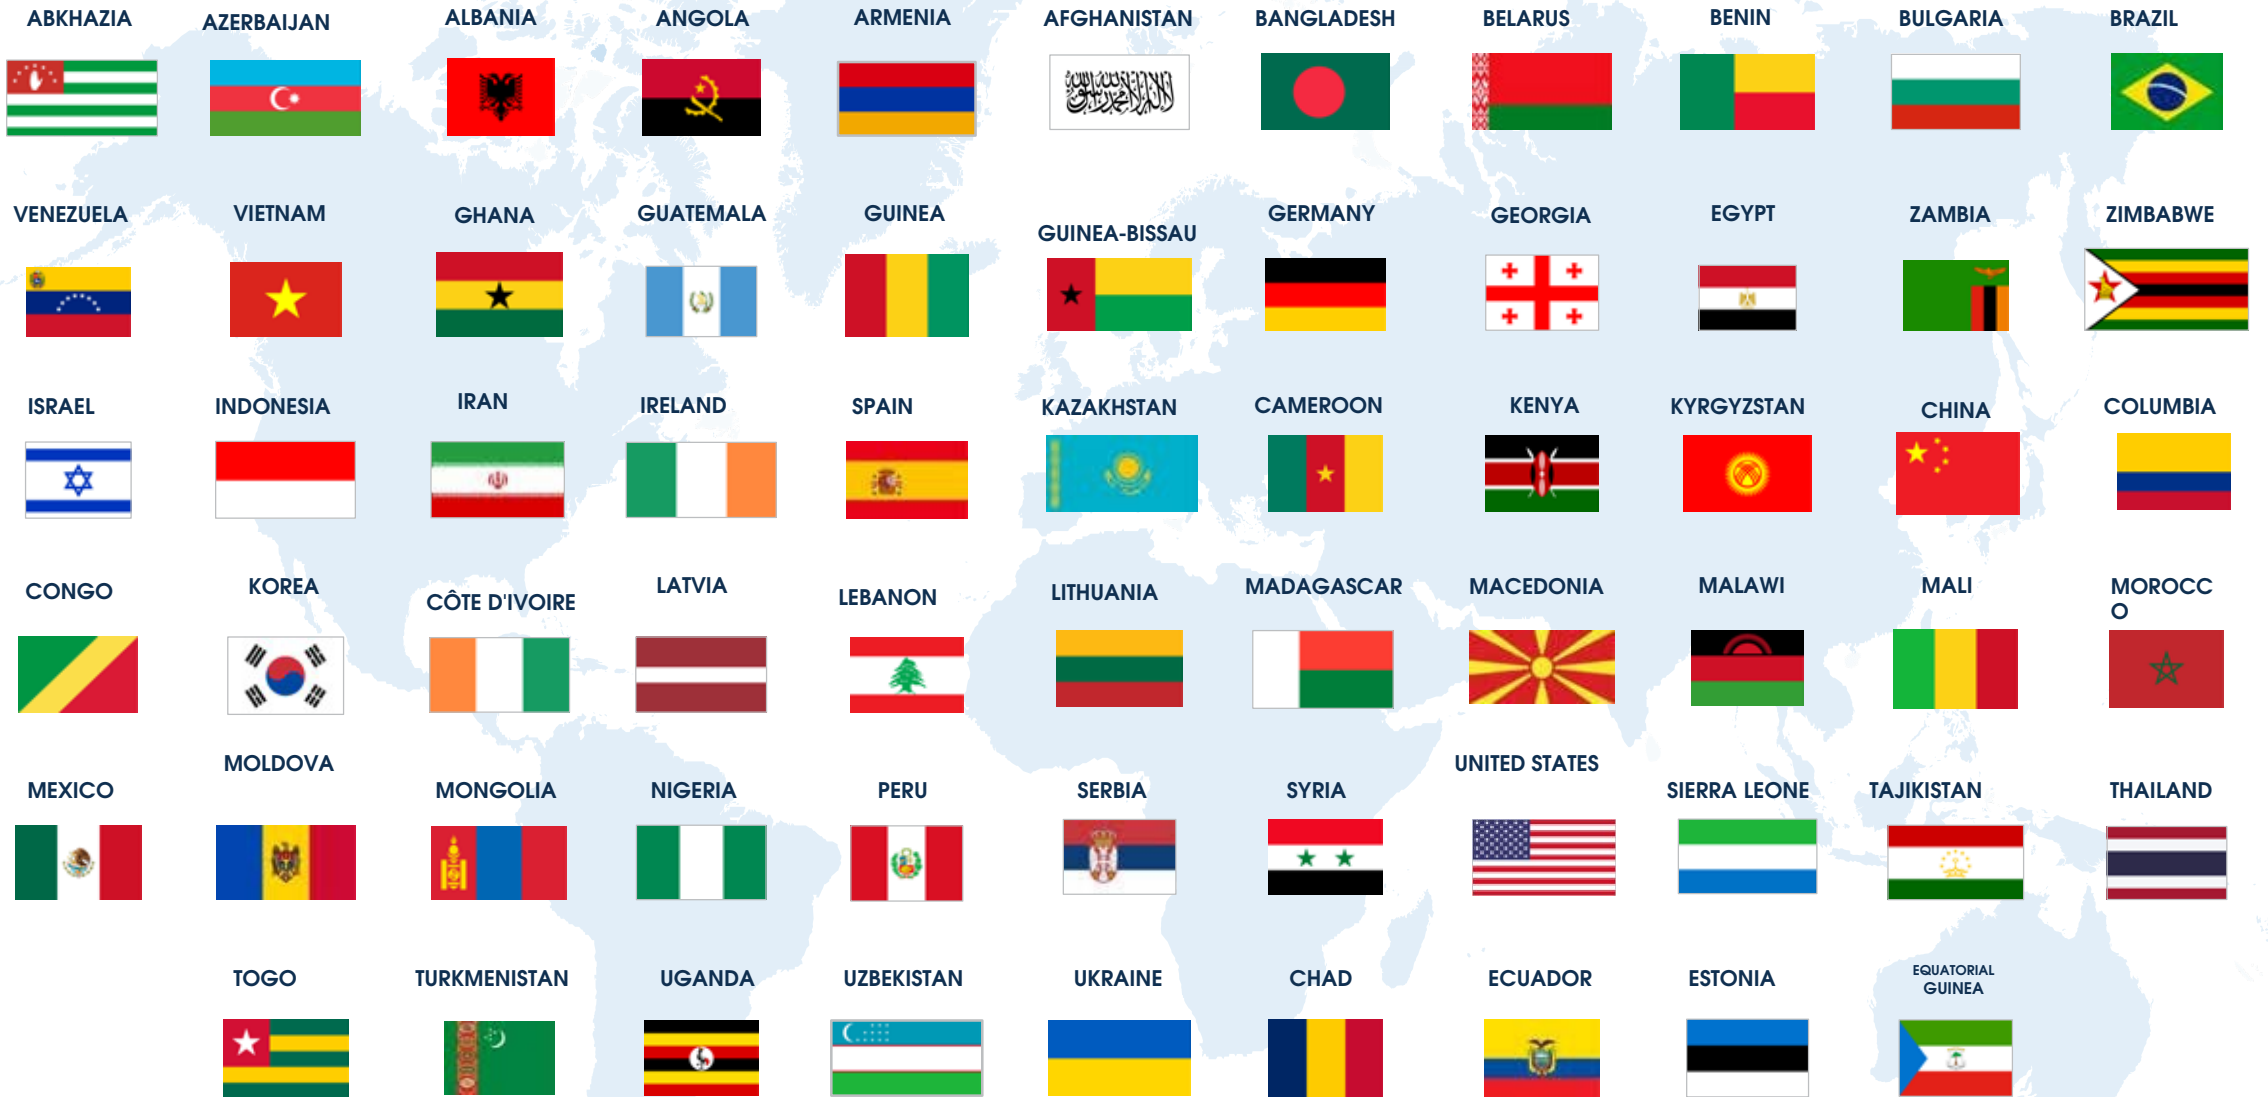 ABKHAZIA
AZERBAIJAN
ALBANIA
ANGOLA
ARMENIA
AFGHANISTAN
BANGLADESH
BELARUS
BENIN
BULGARIA
BRAZIL
VENEZUELA
VIETNAM
GHANA
GUATEMALA
GUINEA
GUINEA-BISSAU
GERMANY
GEORGIA
EGYPT
ZAMBIA
ZIMBABWE
ISRAEL
INDONESIA
IRAN
IRELAND
SPAIN
KAZAKHSTAN
CAMEROON
KENYA
KYRGYZSTAN
CHINA
COLUMBIA
CONGO
KOREA
CÔTE D'IVOIRE
LATVIA
LEBANON
LITHUANIA
MADAGASCAR
MACEDONIA
MALAWI
MALI
MOROCC
O
MEXICO
MOLDOVA
MONGOLIA
NIGERIA
PERU
SERBIA
SYRIA
UNITED STATES
SIERRA LEONE
TAJIKISTAN
THAILAND
TOGO
TURKMENISTAN
UGANDA
UZBEKISTAN
UKRAINE
CHAD
ECUADOR
ESTONIA
EQUATORIAL
GUINEA